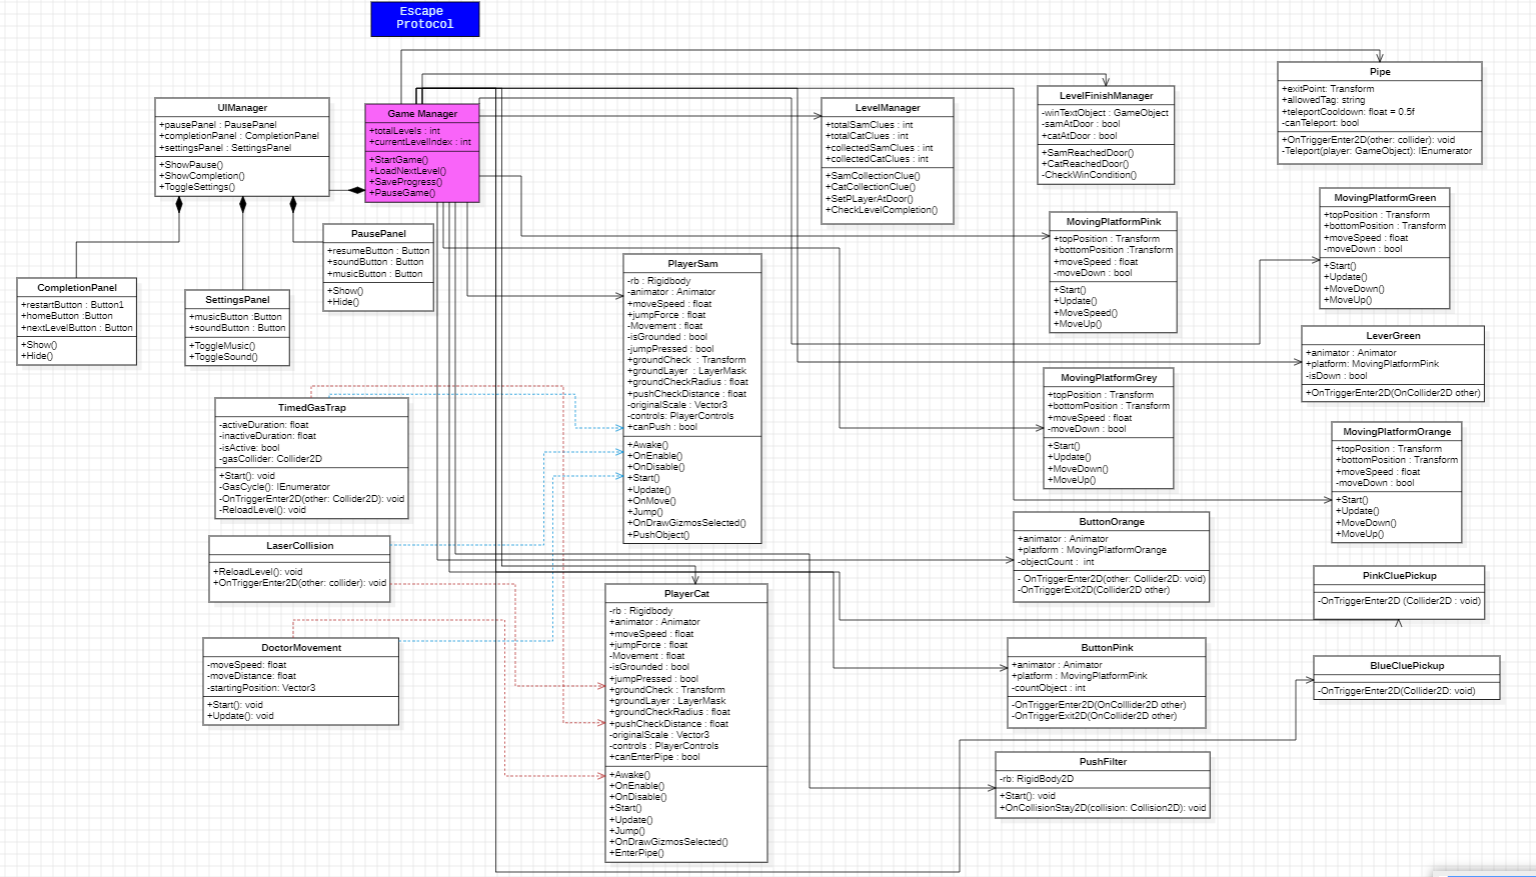 Escape
Protocol
UIManager
+pausePanel : PausePanel
+completionPanel : CompletionPanel
+settingsPanel : SettingsPanel
+ShowPause()
+ShowCompletion()
+ToggleSettings()
Game Manager
+totalLevels : int
+currentLevelIndex : int
+StartGame()
+LoadNextLevel()
+SaveProgress()
+PauseGame()
LevelManager
+totalSamClues : int
+totalCatClues : int
+collectedSamClues : int
+collectedCatClues : int
+SamCollectionClue()
+CatCollectionClue()
+SetPLayerAtDoor()
+CheckLevelCompletion()
LevelFinishManager
-winTextObject : GameObject
-samAtDoor : bool
+catAtDoor : bool
+SamReachedDoor()
+CatReachedDoor()
-CheckWinCondition()
Pipe
+exitPoint: Transform
+allowedTag: string
+teleportCooldown: float = 0.5f
-canTeleport: bool
+OnTriggerEnter2D(other: collider): void
-Teleport(player: GameObject): IEnumerator
CompletionPanel
+restartButton : Button1
+homeButton :Button
+nextLevelButton : Button
+Show()
+Hide()
SettingsPanel
+musicButton :Button
+soundButton : Button
+ToggleMusic()
+ToggleSound()
PausePanel
+resumeButton : Button
+soundButton : Button
+musicButton : Button
+Show()
+Hide()
PlayerSam
-rb : Rigidbody
-animator : Animator
+moveSpeed : float
+jumpForce : float
-Movement : float
-isGrounded : bool
-jumpPressed : bool
+groundCheck : Transform
+groundLayer : LayerMask
+groundCheckRadius : float
+pushCheckDistance : float
-originalScale : Vector3
-controls: PLayerControls
+canPush : bool
+Awake()
+OnEnable()
+OnDisable()
+Start()
+Update()
+OnMove()
+Jump()
+OnDrawGizmosSelected()
+PushObject()
MovingPlatformPink
+topPosition : Transform
+bottomPosition :Transform
+moveSpeed : float
-moveDown : bool
+Start()
+Update()
+MoveSpeed()
+MoveUp()
MovingPlatformGreen
+topPosition : Transform
+bottomPosition : Transform
+moveSpeed : float
-moveDown : bool
+Start()
+Update()
+MoveDown()
+MoveUp()
LeverGreen
+animator : Animator
+platform: MovingPlatformPink
-isDown : bool
+OnTriggerEnter2D(OnCollider2D other)
MovingPlatformGrey
+topPosition : Transform
+bottomPosition : Transform
+moveSpeed : float
-moveDown : bool
+Start()
+Update()
+MoveDown()
+MoveUp()
MovingPlatformOrange
+topPosition : Transform
+bottomPosition : Transform
+moveSpeed : float
-moveDown : bool
+Start()
+Update()
+MoveDown()
+MoveUp()
TimedGasTrap
-activeDuration: float
-inactiveDuration: float
-isActive: bool
-gasCollider: Collider2D
+Start(): void
-GasCycle(): IEnumerator
-OnTriggerEnter2D(other: Collider2D): void
-ReloadLevel(): void
LaserCollision
+ReloadLevel(): void
+OnTriggerEnter2D(other: collider): void
DoctorMovement
-moveSpeed: float
-moveDistance: float
-startingPosition: Vector3
+Start(): void
+Update(): void
PlayerCat
-rb : Rigidbody
+animator : Animator
+moveSpeed : float
+jumpForce : float
-Movement : float
-isGrounded : bool
+jumpPressed : bool
+groundCheck : Transform
+groundLayer : LayerMask
+groundCheckRadius : float
+pushCheckDistance : float
-originalScale : Vector3
-controls : PLayerControls
+canEnterPipe : bool
+Awake()
+OnEnable()
+OnDisable()
+Start()
+Update()
+Jump()
+OnDrawGizmosSelected()
+EnterPipe()
ButtonOrange
+animator : Animator
+platform : MovingPlatformOrange
-objectCount : int
- OnTriggerEnter2D(other: Collider2D: void)
-OnTriggerExit2D(Collider2D other)
PinkCluePickup
-OnTriggerEnter2D (Collider2D : void)
ButtonPink
+animator : Animator
+platform : MovingPlatformPink
-countObject : int
-OnTriggerEnter2D(OnCollIider2D other)
-OnTriggerExit2D(OnCollider2D other)
BlueCluePickup
-OnTriggerEnter2D(Collider2D: void)
PushFilter
-rb: RigidBody2D
+Start(): void
+OnCollisionStay2D(collision: Collision2D): void